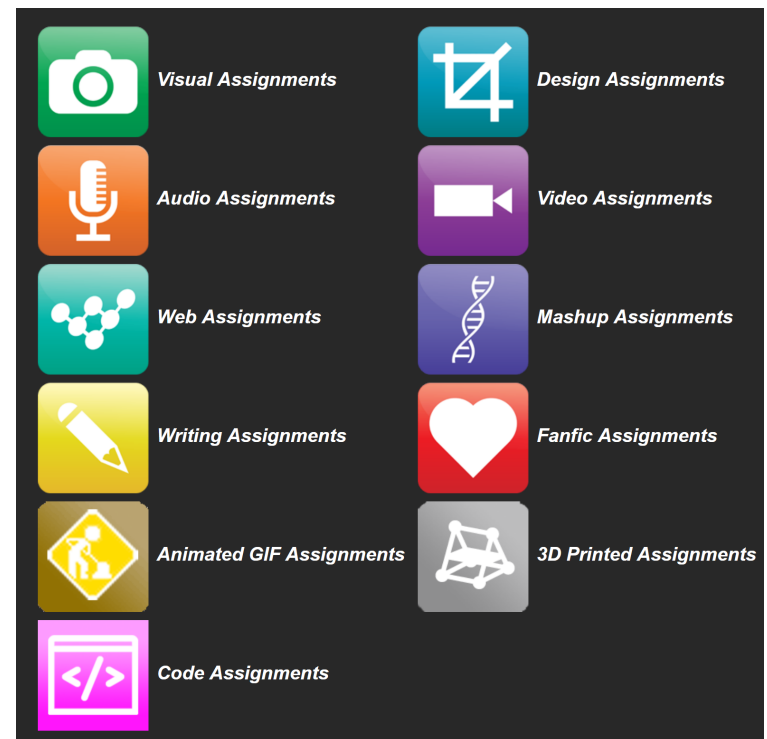 Visual Assignments
Design Assignments
Audio Assignments
Video Assignments
Web Assignments
Mashup Assignments
Writing Assignments
Fanfic Assignments
Animated GIF Assignments
3D Printed Assignments
</>
Code Assignments